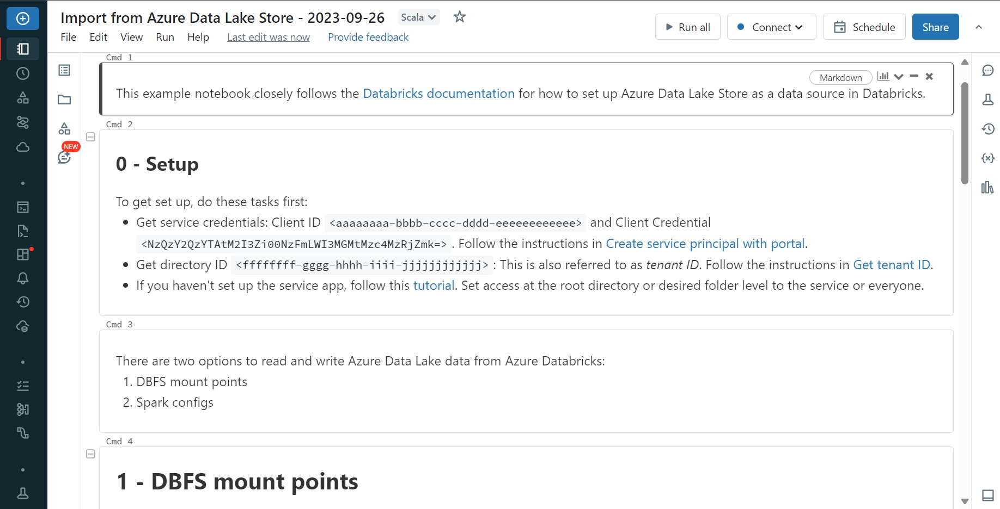 Import from Azure Data Lake Store - 2023-09-26
Scala
File Edit View Run Help Last edit was now Provide feedback
Run all
Connect
Schedule
Share
NEW
Cmd 1
Markdown
This example notebook closely follows the Databricks documentation for how to set up Azure Data Lake Store as a data source in Databricks.
Cmd 2
0 - Setup
To get set up, do these tasks first:
• Get service credentials: Client ID <aaaaaaaa-bbbb-cccc-dddd-eeeeeeeeeeee> and Client Credential
<NzQzY2QzYTAtM2I3Zi00NzFmLWI3MGMtMzc4MzRjZmk=> . Follow the instructions in Create service principal with portal.
• Get directory ID <ffffffff-gggg-hhhh-iiii-jjjjjjjjjjjj> : This is also referred to as tenant ID. Follow the instructions in Get tenant ID.
• If you haven't set up the service app, follow this tutorial. Set access at the root directory or desired folder level to the service or everyone.
Cmd 3
There are two options to read and write Azure Data Lake data from Azure Databricks:
1. DBFS mount points
2. Spark configs
Cmd 4
1 - DBFS mount points